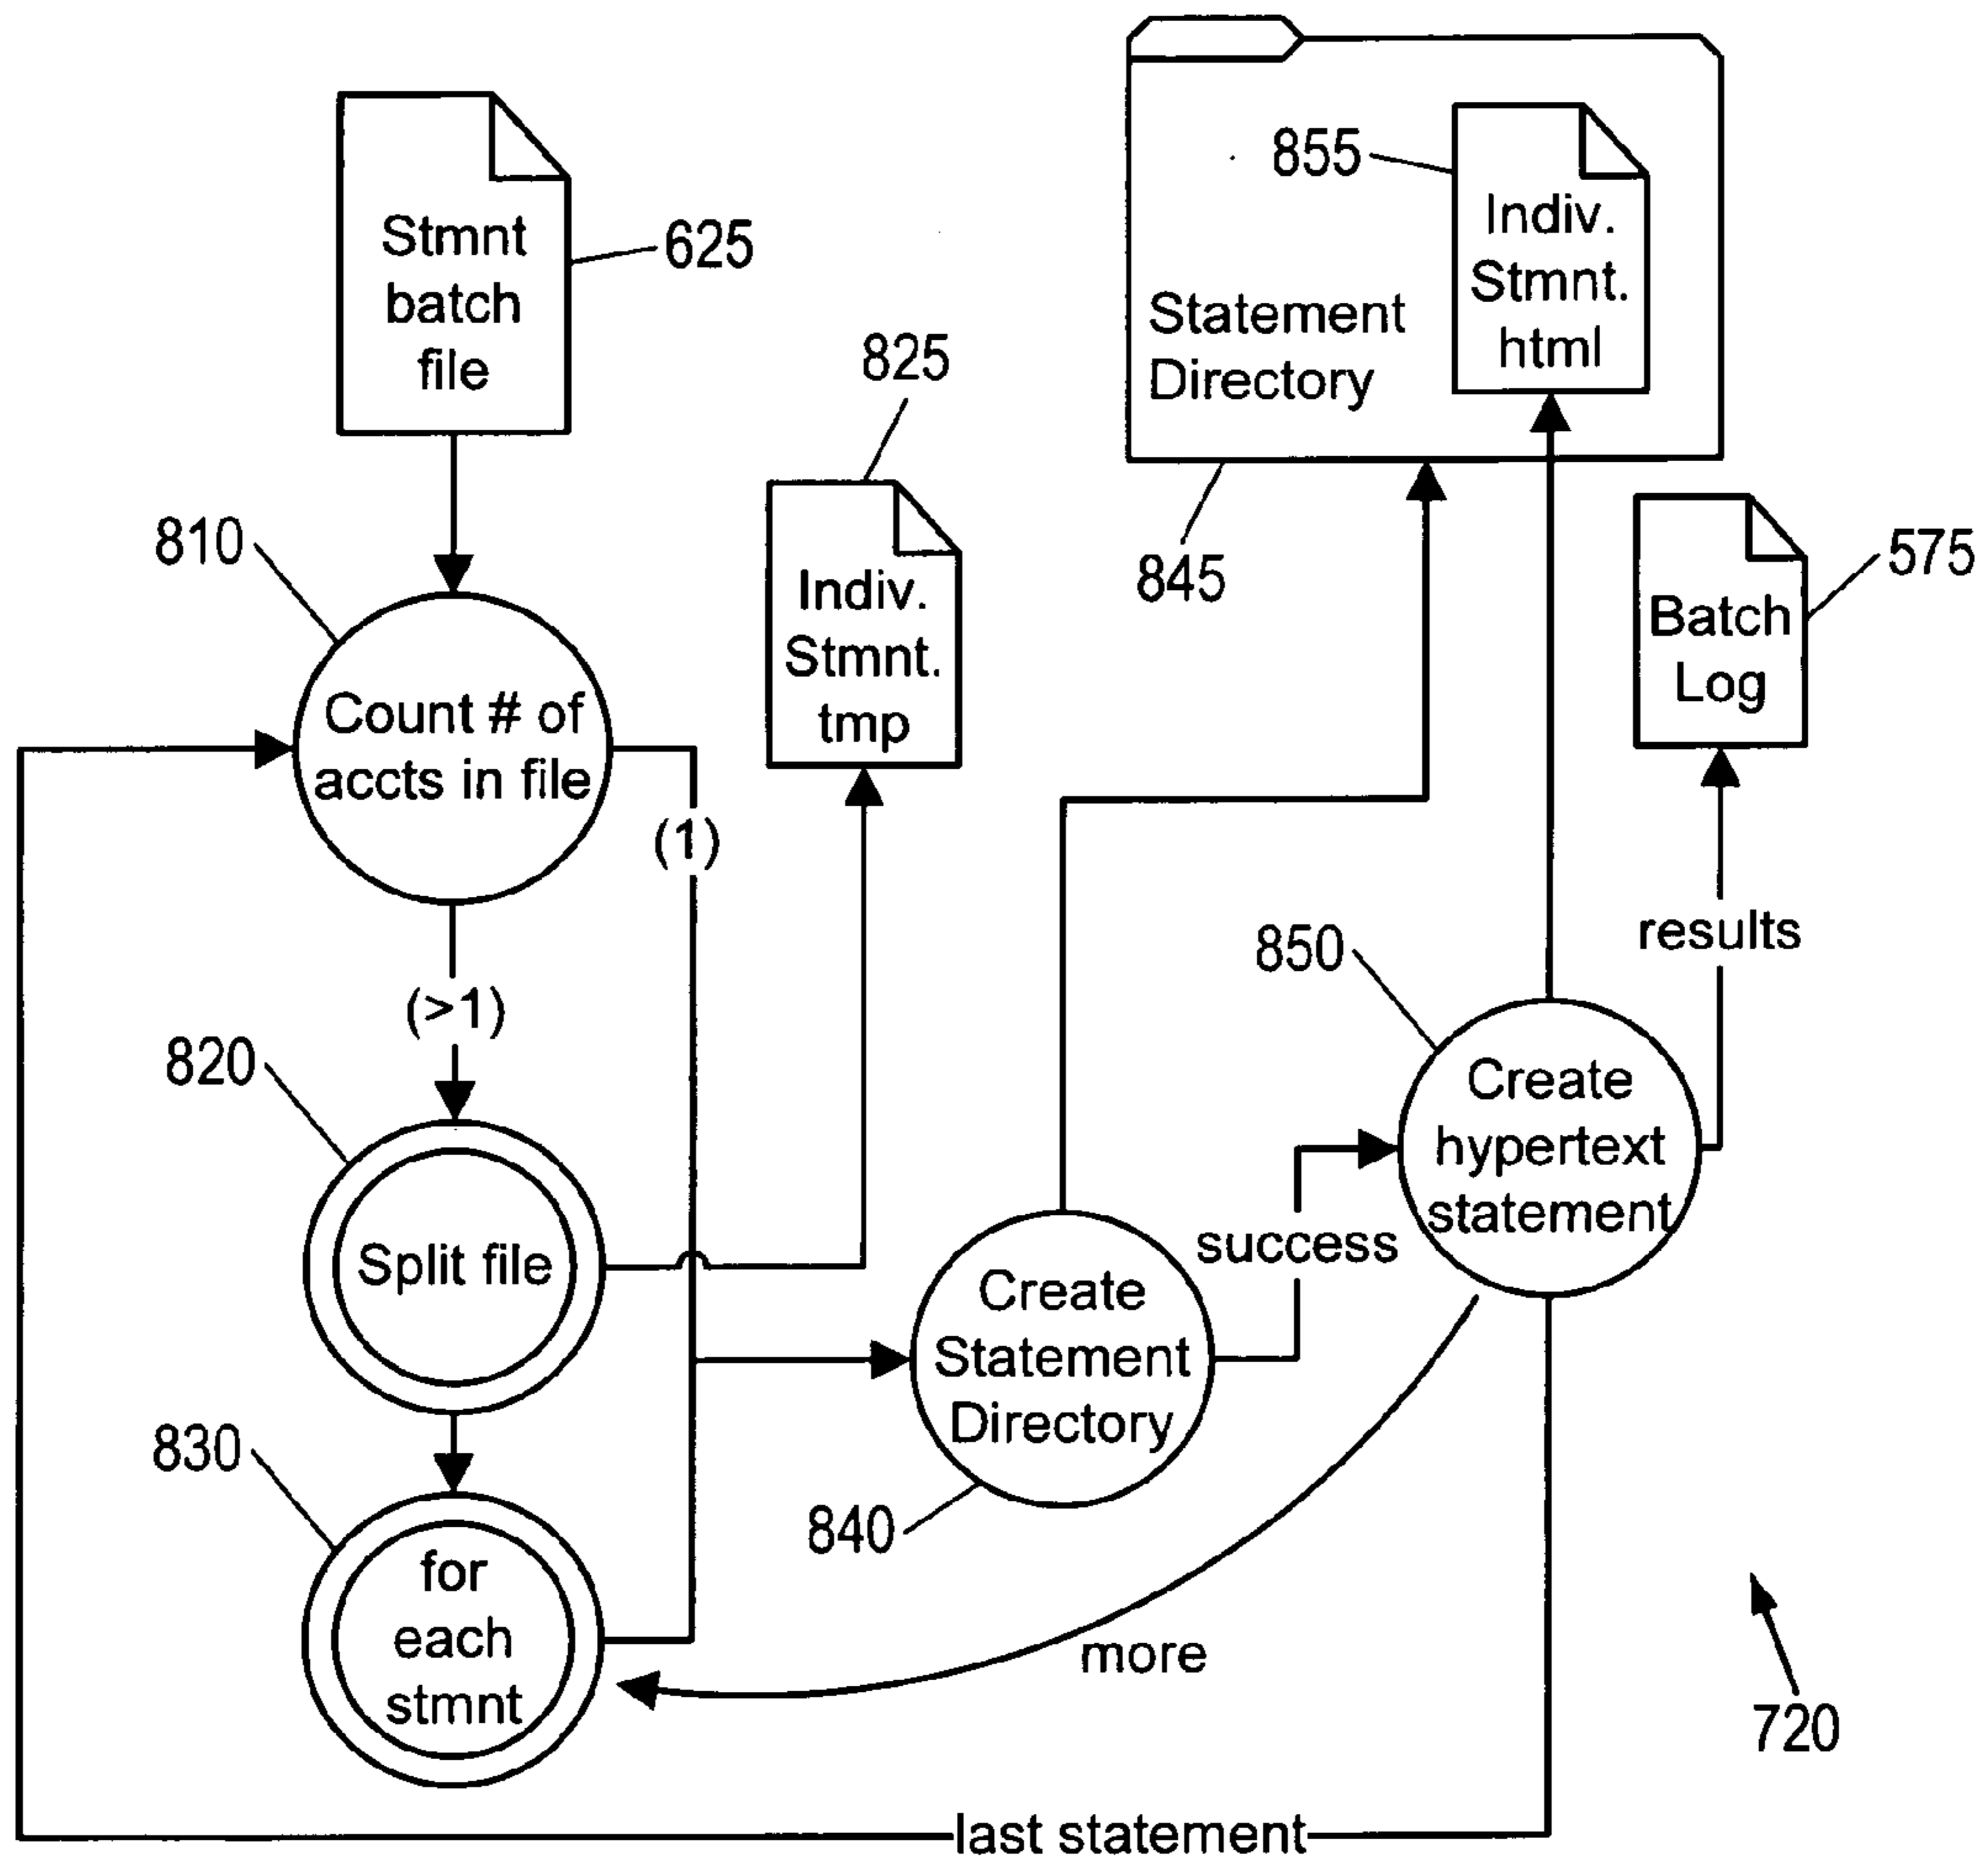 Stmnt
batch
file
625
855
Indiv.
Stmnt.
html
Statement
Directory
845
825
Indiv.
Stmnt.
tmp
575
Batch
Log
810
Count # of
accts in file
(1)
(>1)
results
850
Create
hypertext
statement
820
Split file
success
Create
Statement
Directory
840
830
for
each
stmnt
more
720
last statement